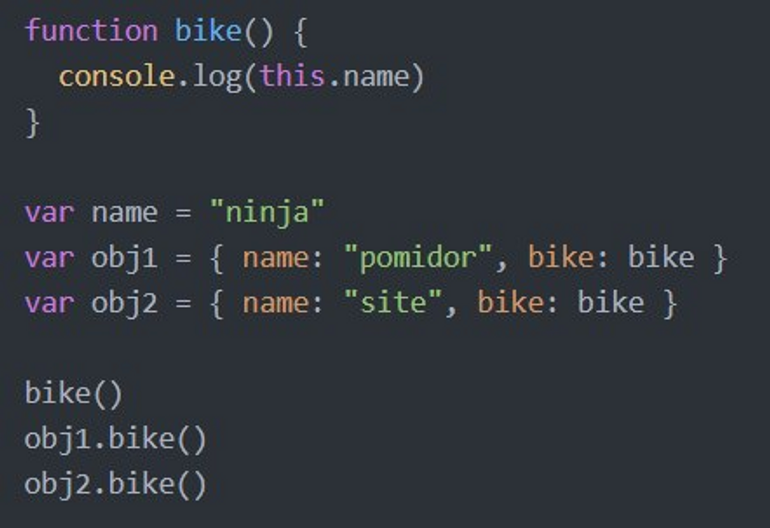 function bike() {
  console.log(this.name)
}

var name = "ninja"
var obj1 = { name: "pomidor", bike: bike }
var obj2 = { name: "site", bike: bike }

bike()
obj1.bike()
obj2.bike()